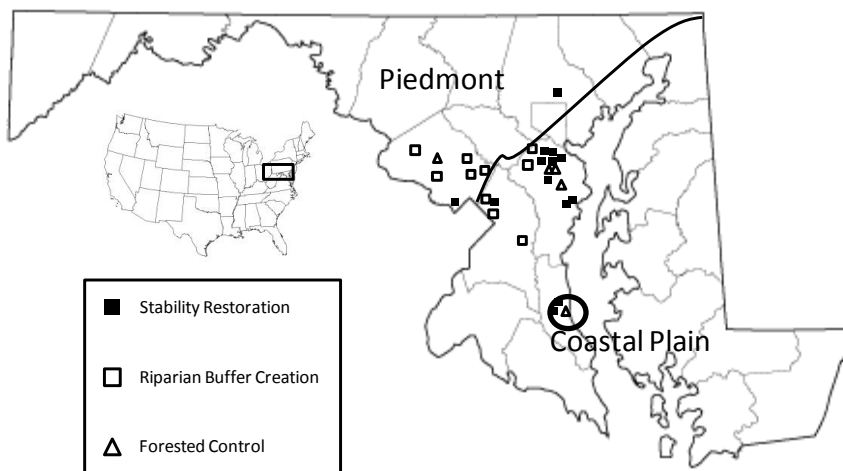 Piedmont
Coastal Plain
Stability Restoration
Riparian Buffer Creation
Forested Control